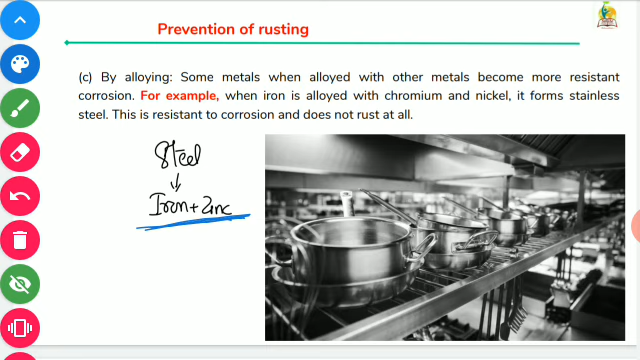 Prevention of rusting
(c) By alloying: Some metals when alloyed with other metals become more resistant
corrosion. For example, when iron is alloyed with chromium and nickel, it forms stainless
steel. This is resistant to corrosion and does not rust at all.
Steel
Iron + Zinc